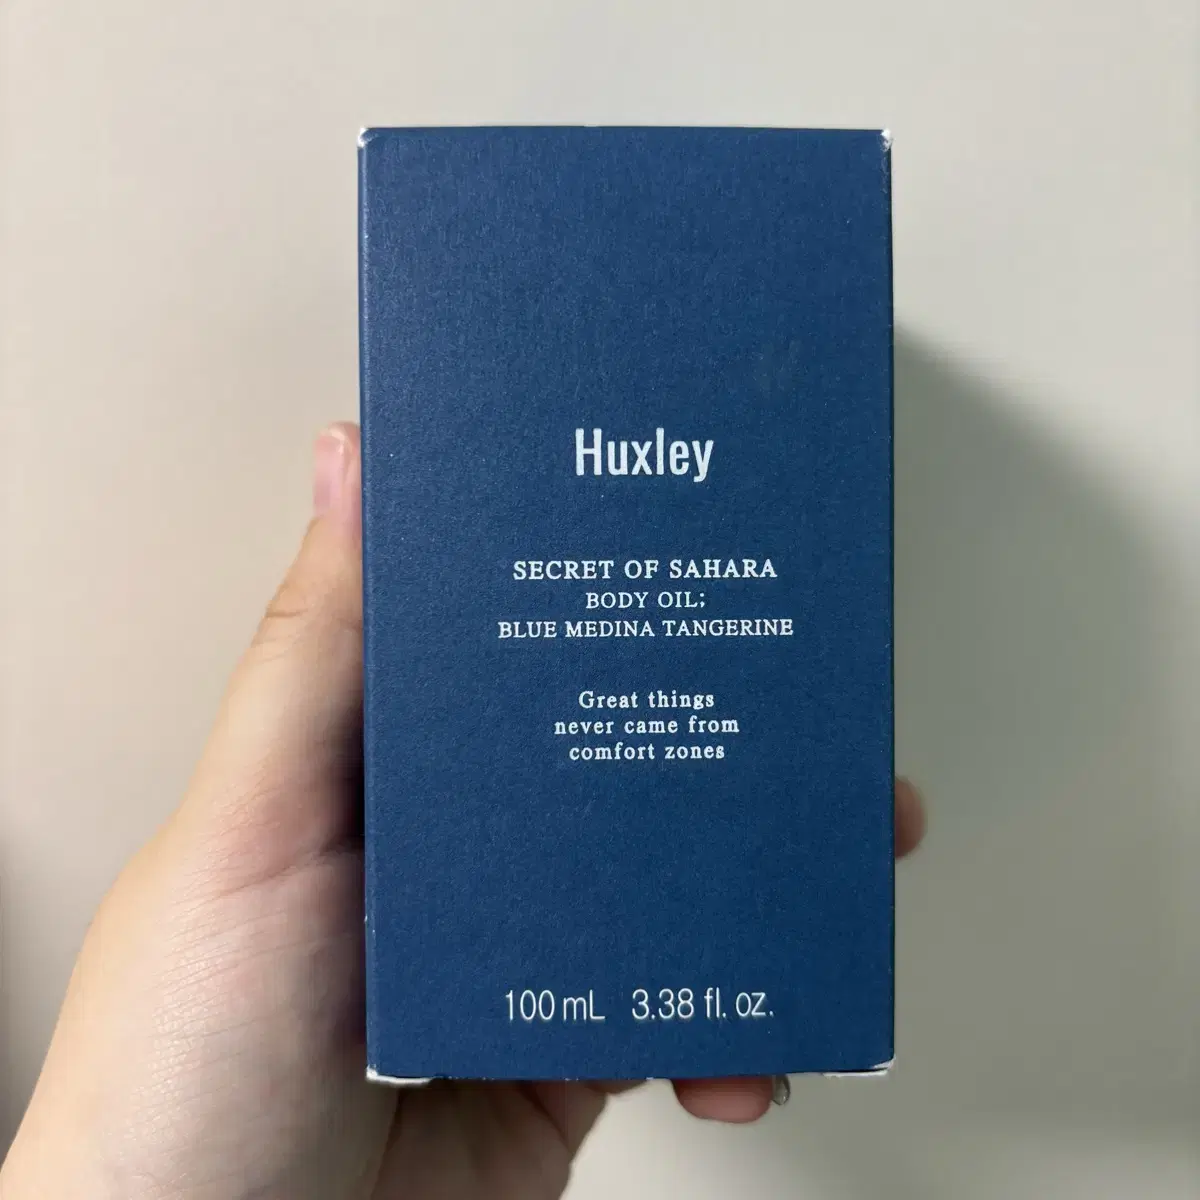 Huxley
SECRET OF SAHARA
BODY OIL;
BLUE MEDINA TANGERINE
Great things
never came from
comfort zones
100 mL 3.38 fl. oz.